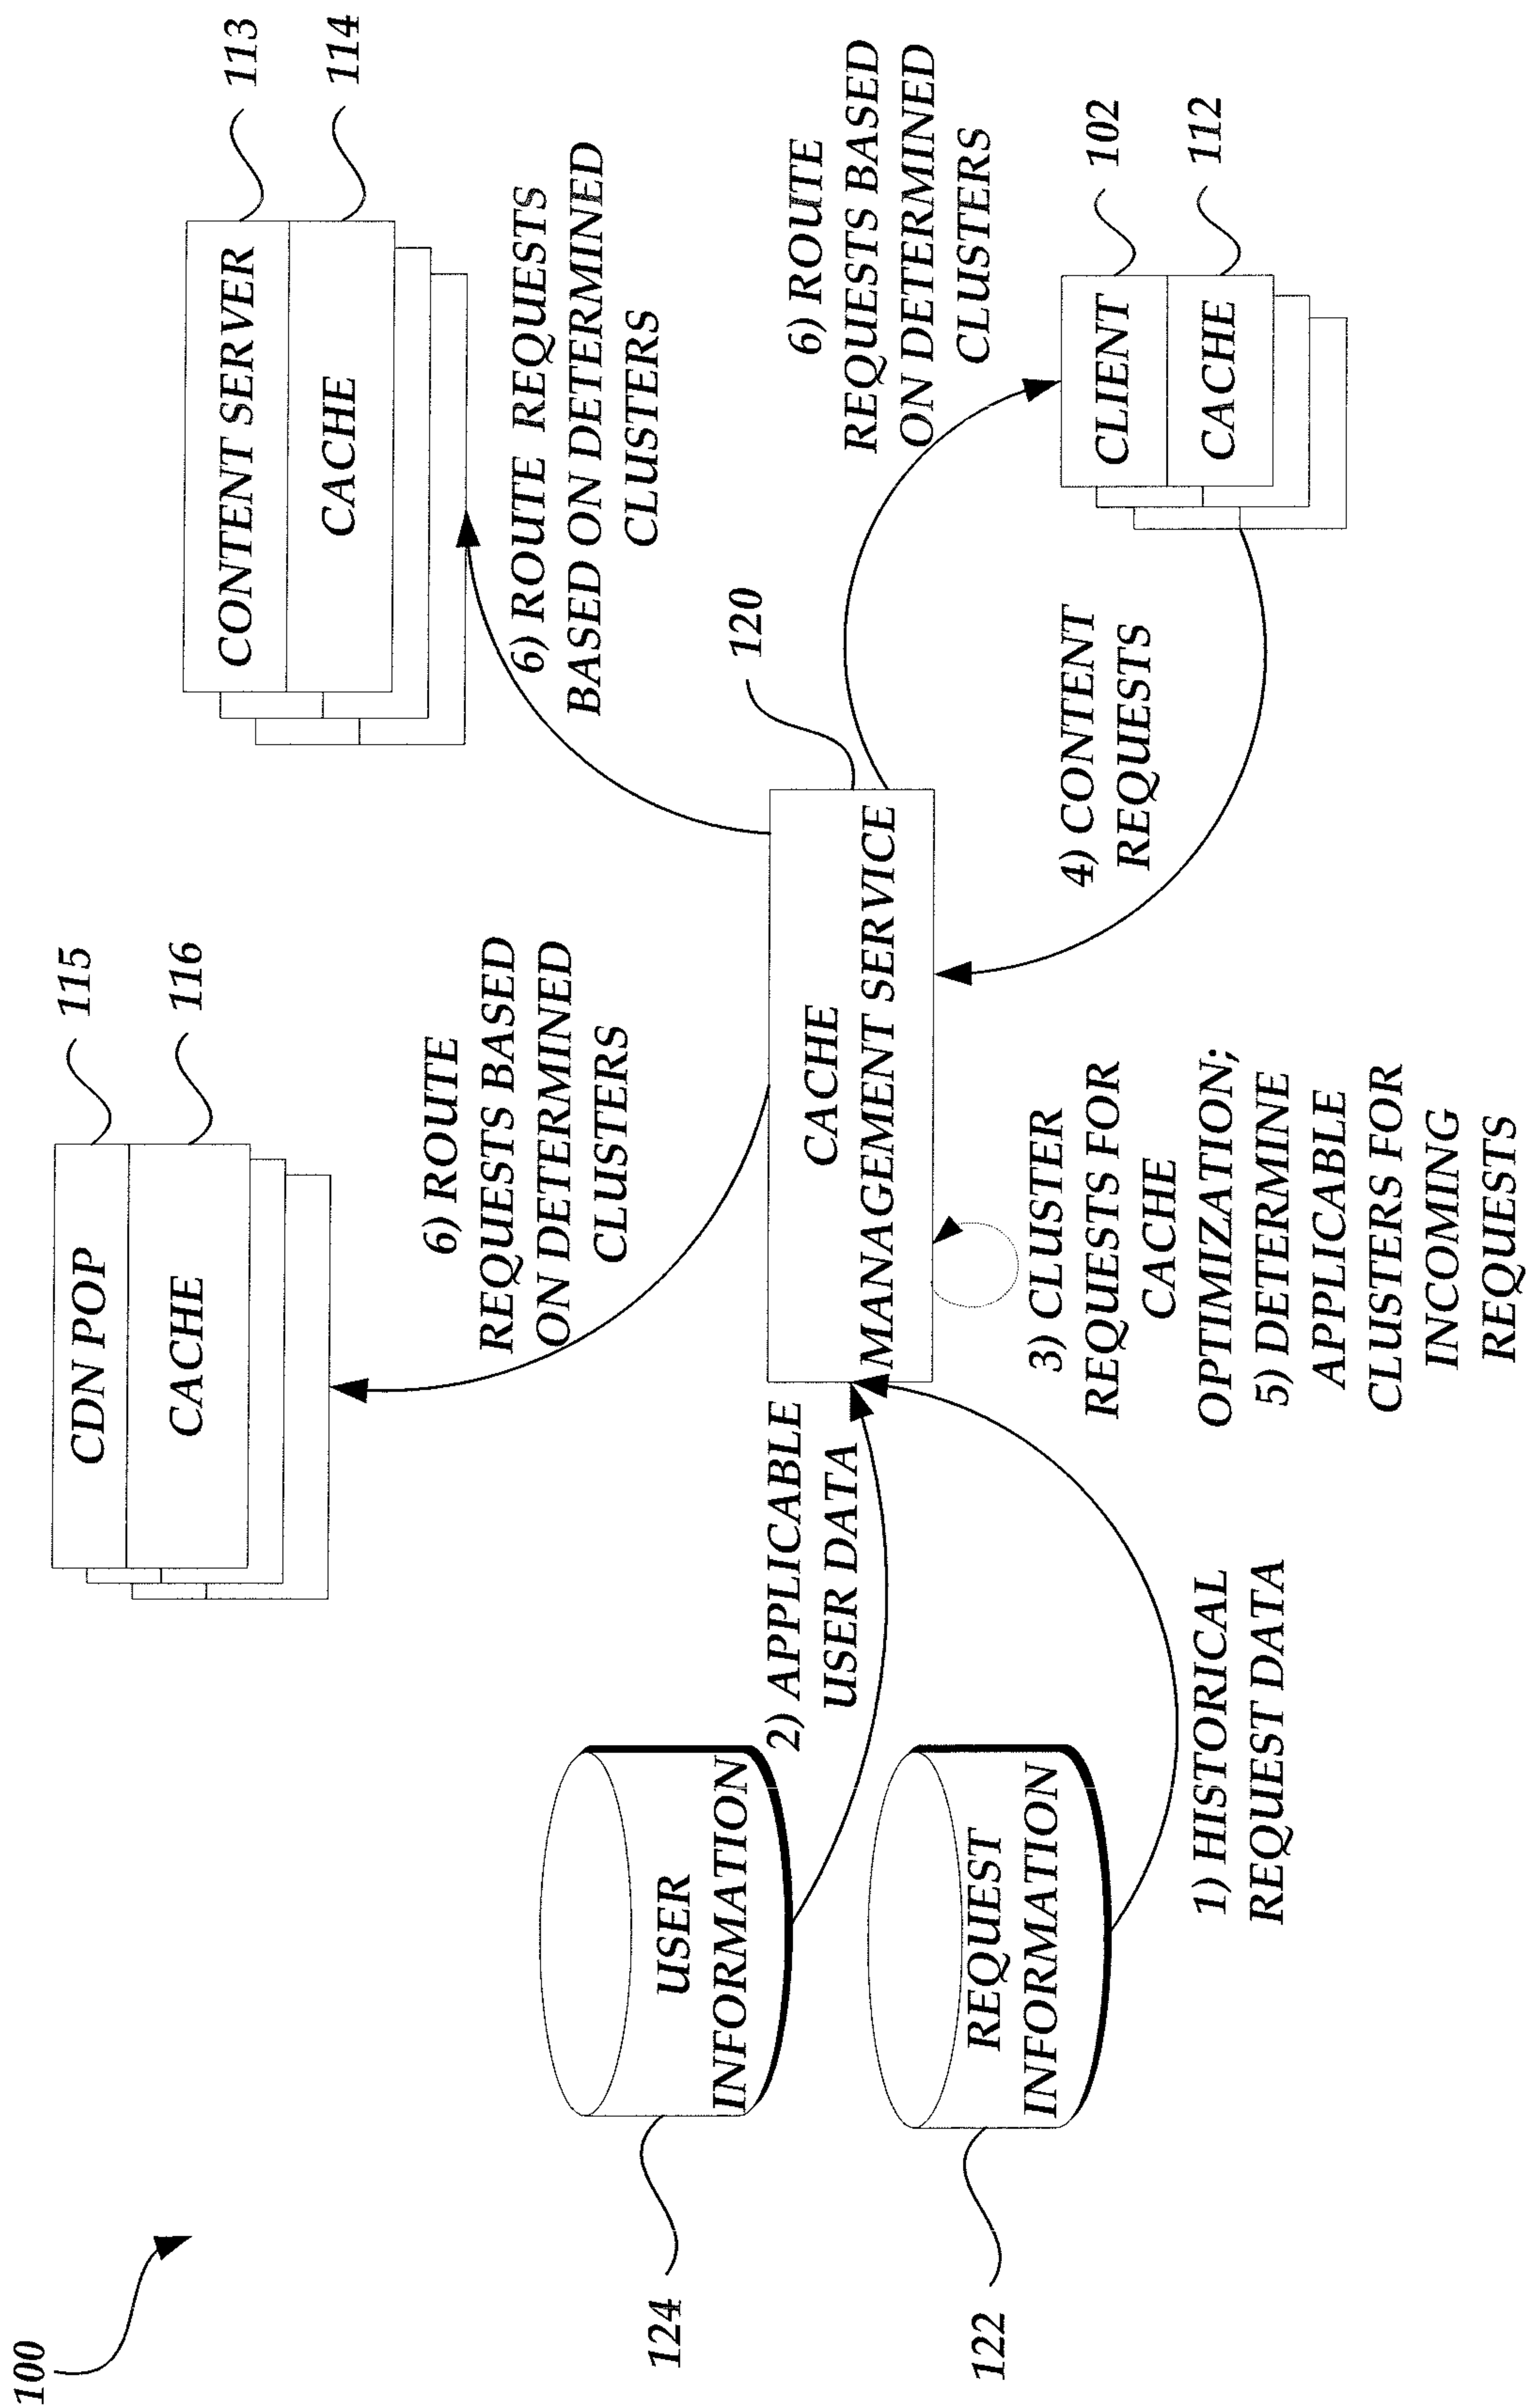 100
CDN POP
CACHE
115
116
CONTENT SERVER
CACHE
113
114
6) ROUTE
REQUESTS BASED
ON DETERMINED
CLUSTERS
6) ROUTE REQUESTS
BASED ON DETERMINED
CLUSTERS
124
USER
INFORMATION
2) APPLICABLE
USER DATA
CACHE
MANAGEMENT SERVICE
120
6) ROUTE
REQUESTS BASED
ON DETERMINED
CLUSTERS
122
REQUEST
INFORMATION
1) HISTORICAL
REQUEST DATA
3) CLUSTER
REQUESTS FOR
CACHE
OPTIMIZATION;
5) DETERMINE
APPLICABLE
CLUSTERS FOR
INCOMING
REQUESTS
4) CONTENT
REQUESTS
CLIENT
CACHE
102
112